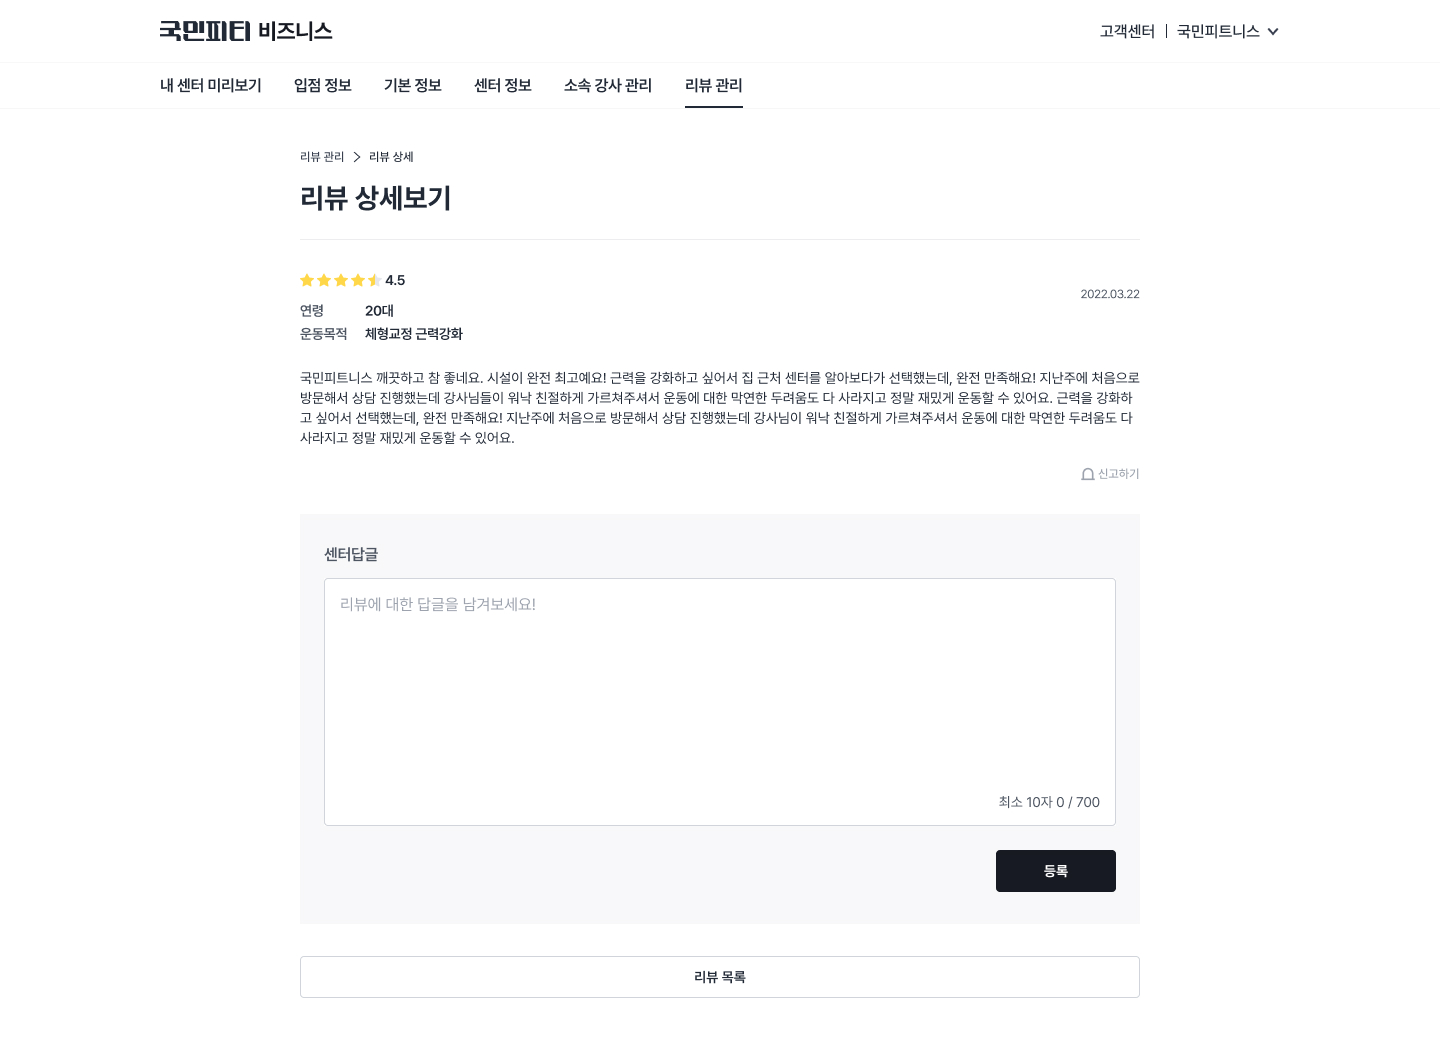 국민피티 비즈니스
고객센터 | 국민피트니스
내 센터 미리보기 입점 정보 기본 정보 센터 정보 소속 강사 관리 리뷰 관리
리뷰 관리 > 리뷰 상세
리뷰 상세보기
4.5
2022.03.22
연령 20대
운동목적 체형교정 근력강화
국민피트니스 깨끗하고 참 좋네요. 시설이 완전 최고예요! 근력을 강화하고 싶어서 집 근처 센터를 알아보다가 선택했는데, 완전 만족해요! 지난주에 처음으로
방문해서 상담 진행했는데 강사님들이 워낙 친절하게 가르쳐주셔서 운동에 대한 막연한 두려움도 다 사라지고 정말 재밌게 운동할 수 있어요. 근력을 강화하
고 싶어서 선택했는데, 완전 만족해요! 지난주에 처음으로 방문해서 상담 진행했는데 강사님이 워낙 친절하게 가르쳐주셔서 운동에 대한 막연한 두려움도 다
사라지고 정말 재밌게 운동할 수 있어요.
신고하기
센터답글
리뷰에 대한 답글을 남겨보세요!
최소 10자 0 / 700
등록
리뷰 목록